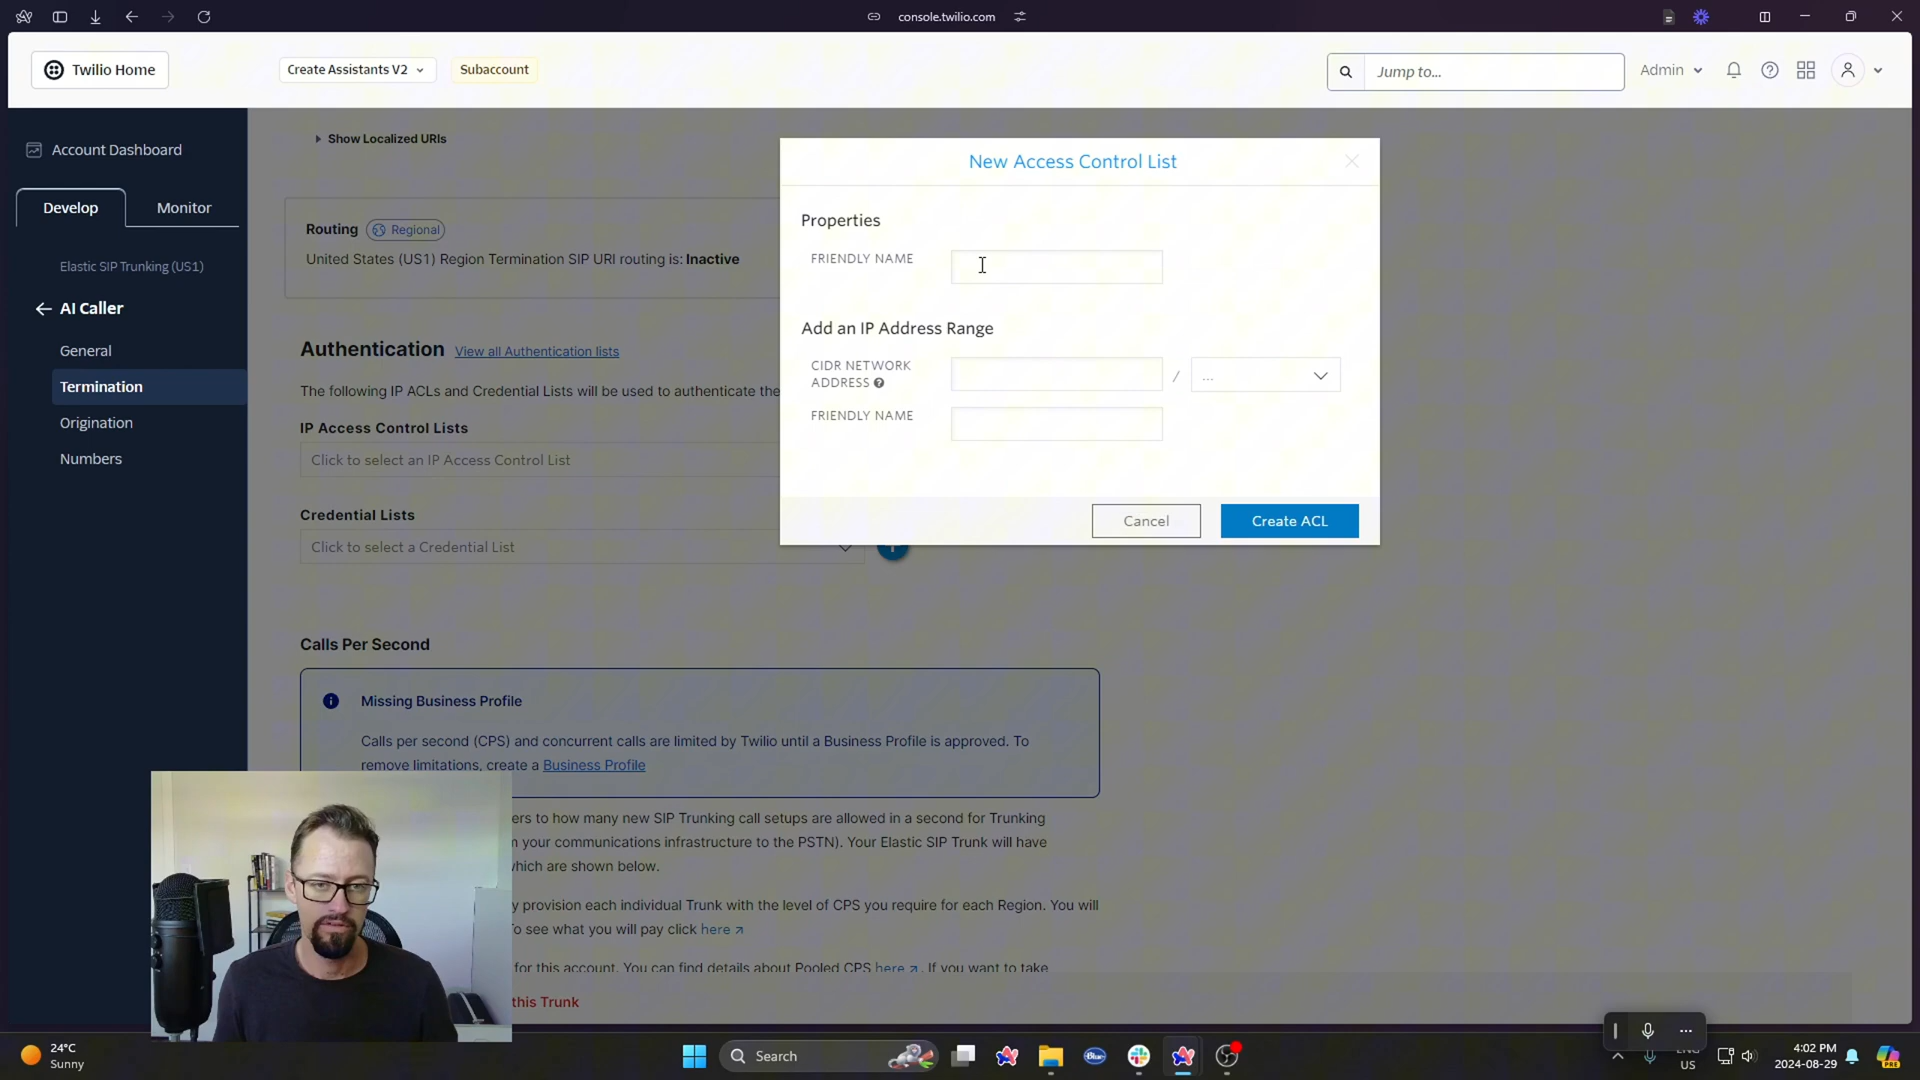 console.twilio.com
Twilio Home
Create Assistants V2
Subaccount
Jump to...
Admin
Account Dashboard
Develop
Monitor
Elastic SIP Trunking (US1)
AI Caller
General
Termination
Origination
Numbers
Show Localized URIs
Routing
Regional
United States (US1) Region Termination SIP URI routing is: Inactive
Authentication
View all Authentication lists
The following IP ACLs and Credential Lists will be used to authenticate the
IP Access Control Lists
Click to select an IP Access Control List
Credential Lists
Click to select a Credential List
New Access Control List
Properties
FRIENDLY NAME
Add an IP Address Range
CIDR NETWORK
ADDRESS
/
...
FRIENDLY NAME
Cancel
Create ACL
Calls Per Second
Missing Business Profile
Calls per second (CPS) and concurrent calls are limited by Twilio until a Business Profile is approved. To
remove limitations, create a Business Profile
ers to how many new SIP Trunking call setups are allowed in a second for Trunking
your communications infrastructure to the PSTN). Your Elastic SIP Trunk will have
which are shown below.
y provision each individual Trunk with the level of CPS you require for each Region. You will
To see what you will pay click here
for this account. You can find details about Pooled CPS here . If you want to take
this Trunk
24°C
Sunny
Search
Blue
ENG
US
4:02 PM
2024-08-29
PRE